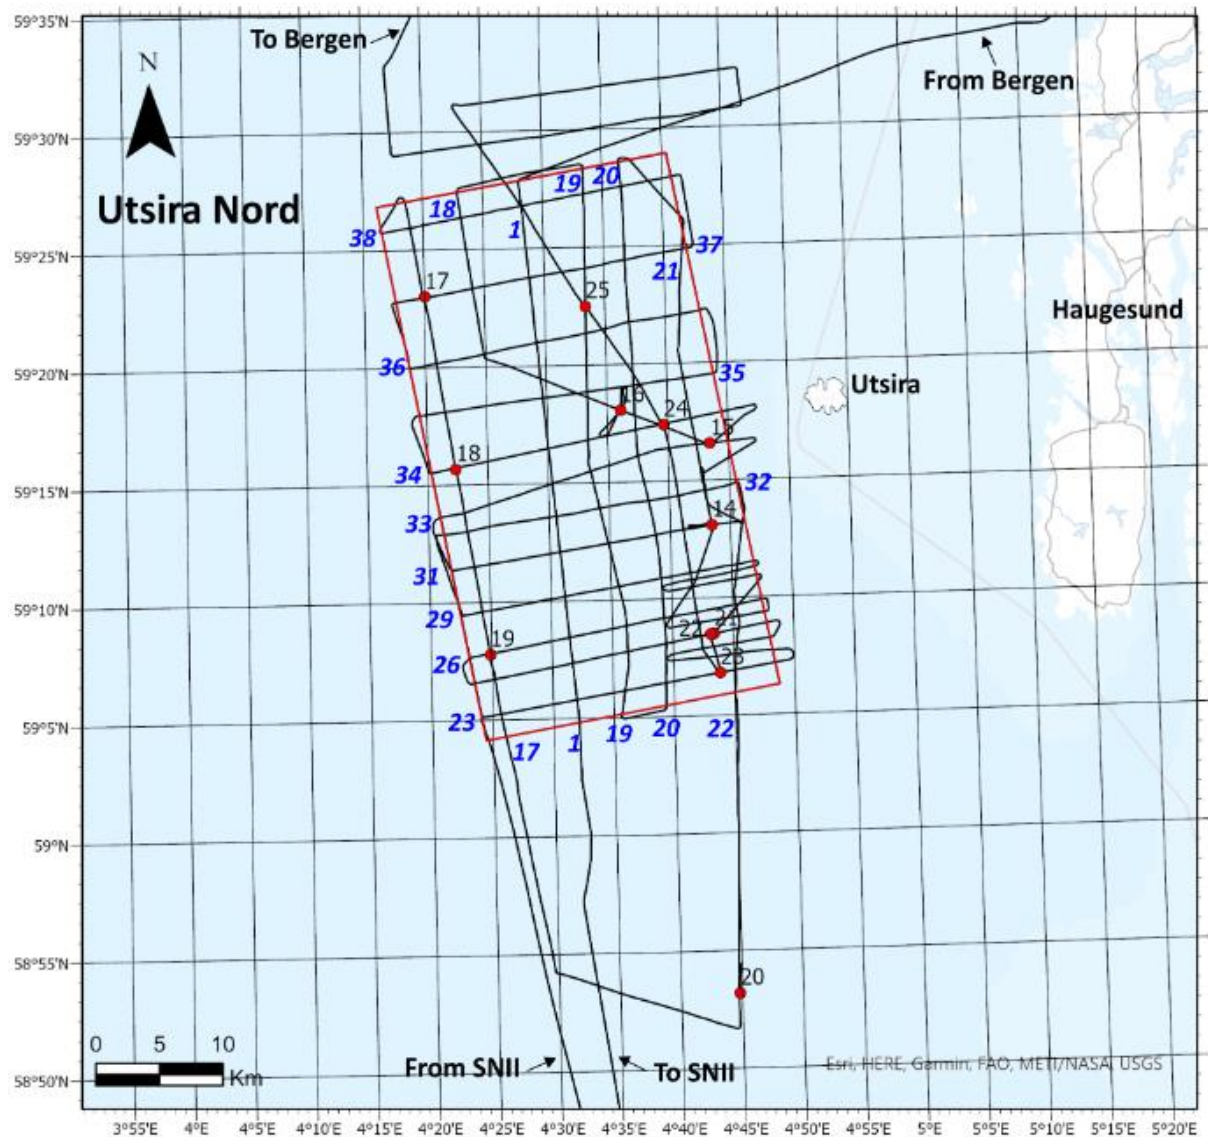 59°35'N
To Bergen
From Bergen
N
59°30'N
Utsira Nord
19
20
18
38
1
37
59°25'N
21
17
25
Haugesund
36
59°20'N
35
Utsira
16
24
15
18
34
32
33
14
31
59°10'N
29
22
21
19
26
23
23
59°5'N
17
1
19
20
22
59°15'N
59°N
58°55'N
20
0
5
10
Km
From SNII
To SNII
Esri, HERE, Garmin, FAO, METI/NASA, USGS
58°50'N
3°55'E
4°E
4°5'E
4°10'E
4°15'E
4°20'E
4°25'E
4°30'E
4°35'E
4°40'E
4°45'E
4°50'E
4°55'E
5°E
5°5'E
5°10'E
5°15'E
5°20'E